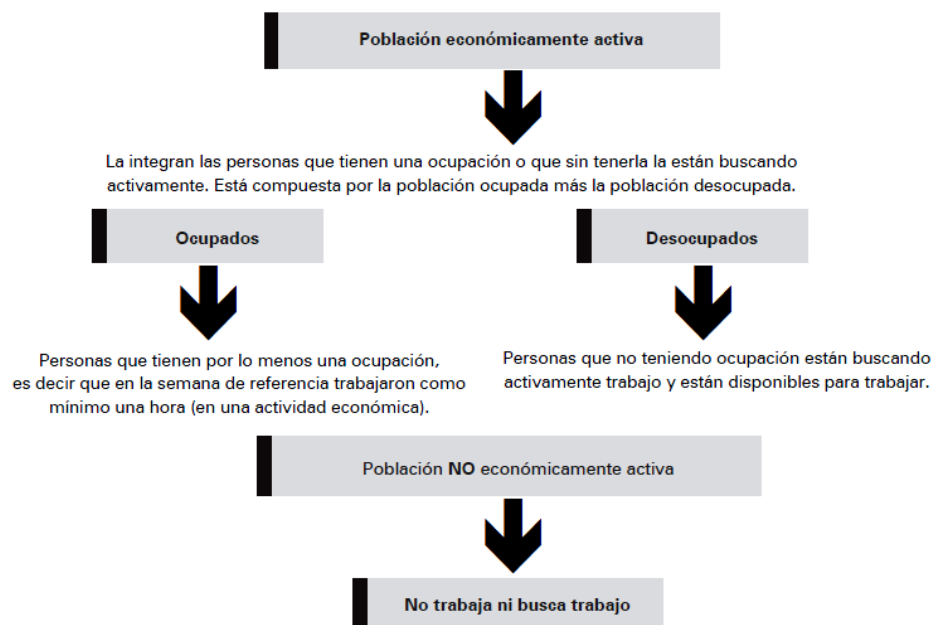 Población económicamente activa
La integran las personas que tienen una ocupación o que sin tenerla la están buscando
activamente. Está compuesta por la población ocupada más la población desocupada.
Ocupados
Desocupados
Personas que tienen por lo menos una ocupación,
es decir que en la semana de referencia trabajaron como
mínimo una hora (en una actividad económica).
Personas que no teniendo ocupación están buscando
activamente trabajo y están disponibles para trabajar.
Población NO económicamente activa
No trabaja ni busca trabajo